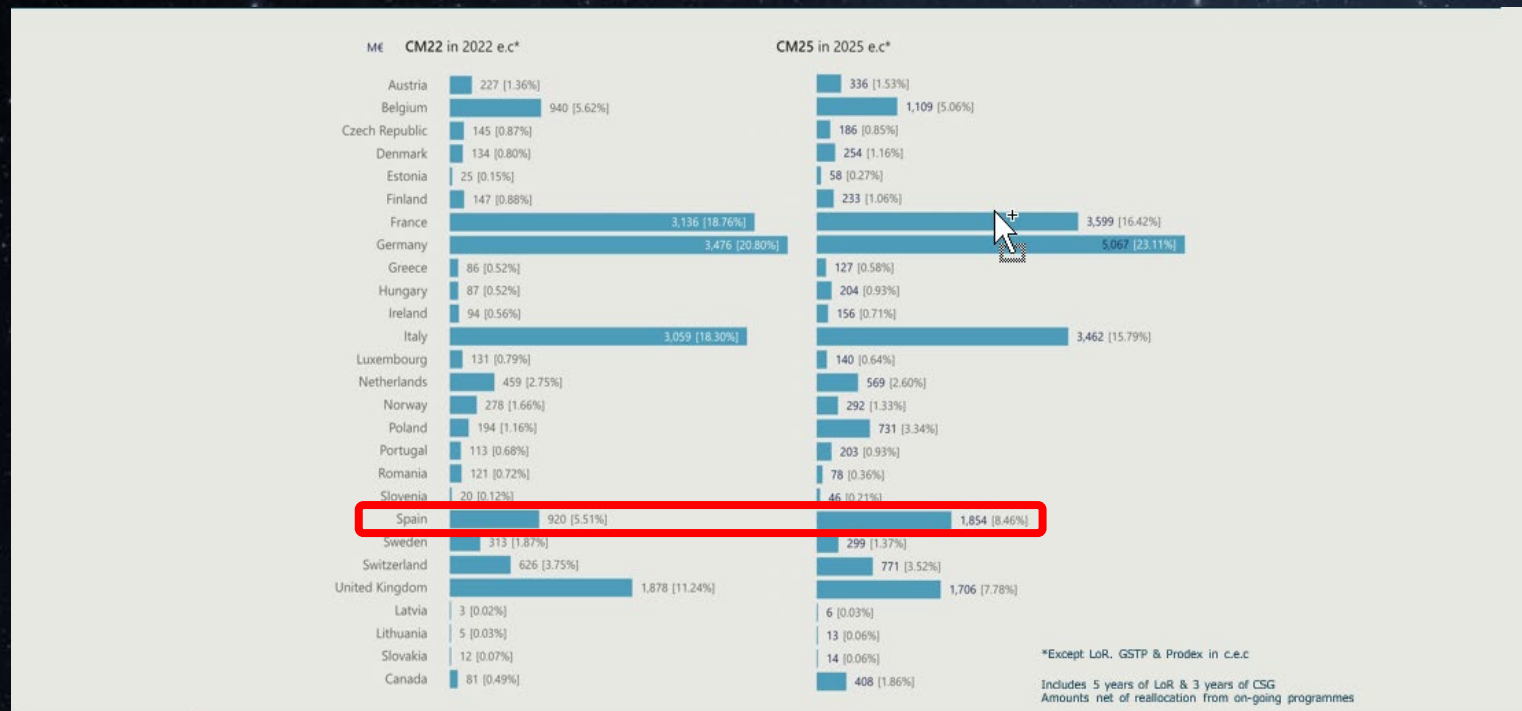 M€ CM22 in 2022 e.c* CM25 in 2025 e.c*
Austria 227 [1.36%] 336 [1.53%]
Belgium 940 [5.62%] 1,109 [5.06%]
Czech Republic 145 [0.87%] 186 [0.85%]
Denmark 134 [0.80%] 254 [1.16%]
Estonia 25 [0.15%] 58 [0.27%]
Finland 147 [0.88%] 233 [1.06%]
France 3,136 [18.76%] 3,599 [16.42%]
Germany 3,476 [20.80%] 5,067 [23.11%]
Greece 86 [0.52%] 127 [0.58%]
Hungary 87 [0.52%] 204 [0.93%]
Ireland 94 [0.56%] 156 [0.71%]
Italy 3,059 [18.30%] 3,462 [15.79%]
Luxembourg 131 [0.79%] 140 [0.64%]
Netherlands 459 [2.75%] 569 [2.60%]
Norway 278 [1.66%] 292 [1.33%]
Poland 194 [1.16%] 731 [3.34%]
Portugal 113 [0.68%] 203 [0.93%]
Romania 121 [0.72%] 78 [0.36%]
Slovenia 20 [0.12%] 46 [0.21%]
Spain 920 [5.51%] 1,854 [8.46%]
Sweden 313 [1.87%] 299 [1.37%]
Switzerland 626 [3.75%] 771 [3.52%]
United Kingdom 1,878 [11.24%] 1,706 [7.78%]
Latvia 3 [0.02%] 6 [0.03%]
Lithuania 5 [0.03%] 13 [0.06%]
Slovakia 12 [0.07%] 14 [0.06%]
Canada 81 [0.49%] 408 [1.86%]
*Except LoR. GSTP & Prodex in c.e.c
Includes 5 years of LoR & 3 years of CSG
Amounts net of reallocation from on-going programmes